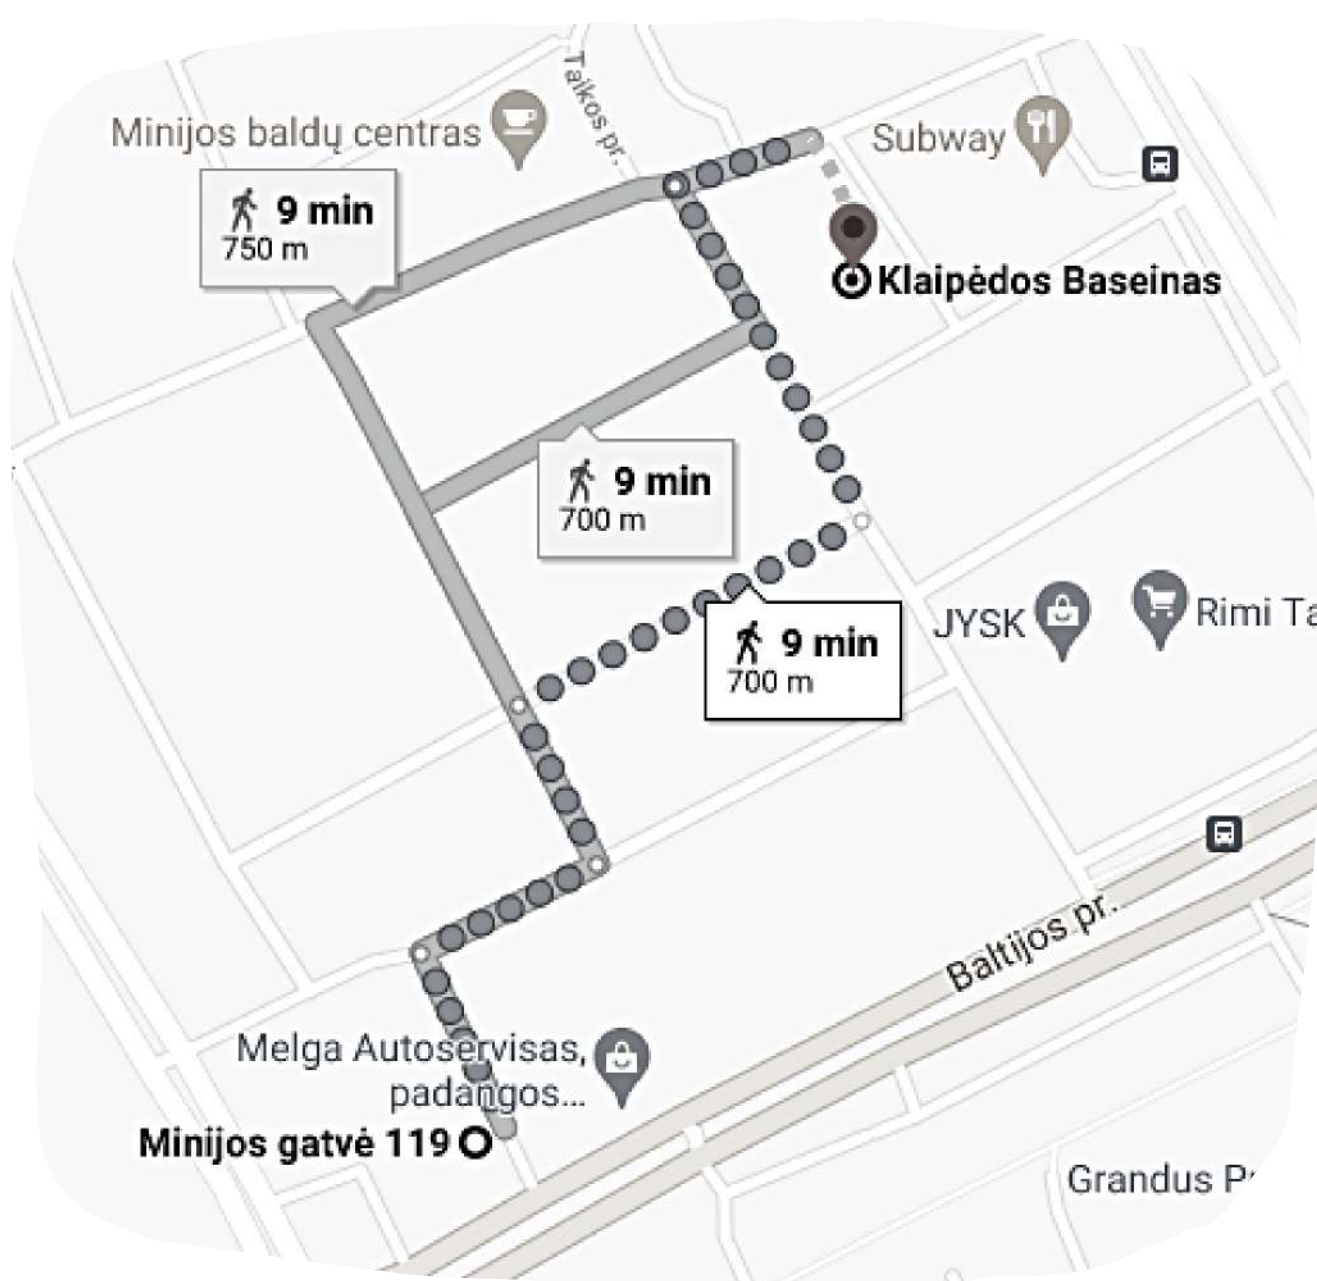 Taikos pr.
Minijos baldų centras
Subway
9 min
750 m
Klaipėdos Baseinas
9 min
700 m
JYSK
Rimi Ta
9 min
700 m
Baltijos pr.
Melga Autoservisas,
padangos...
Minijos gatvė 119
Grandus